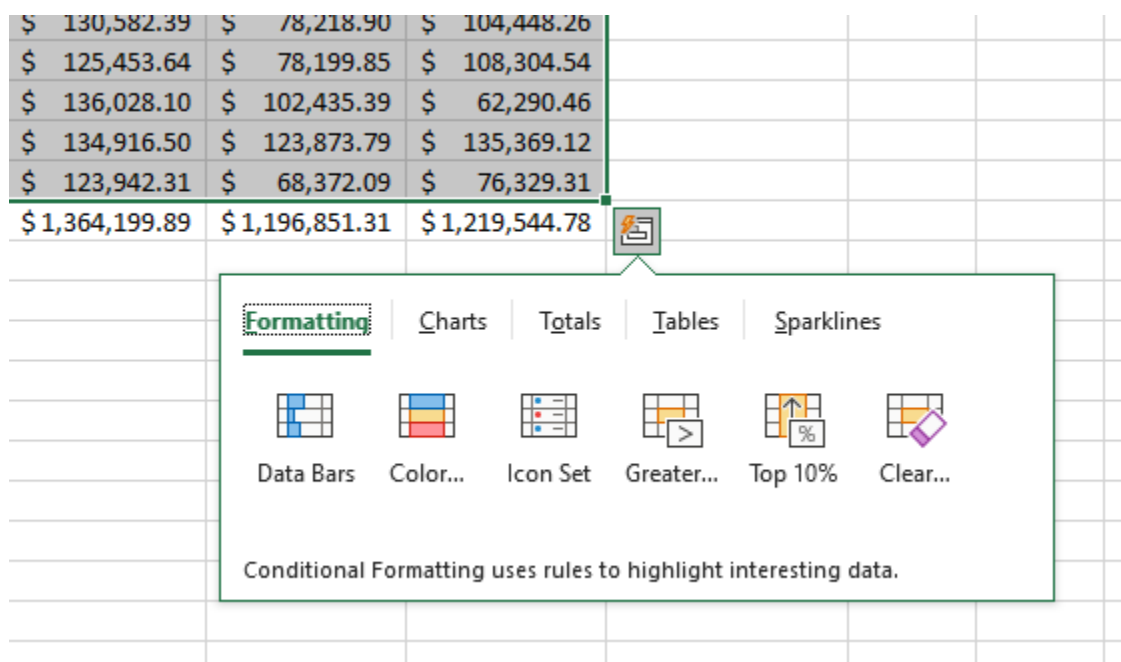 $ 130,582.39 $ 78,218.90 $ 104,448.26
$ 125,453.64 $ 78,199.85 $ 108,304.54
$ 136,028.10 $ 102,435.39 $ 62,290.46
$ 134,916.50 $ 123,873.79 $ 135,369.12
$ 123,942.31 $ 68,372.09 $ 76,329.31
$1,364,199.89 $1,196,851.31 $1,219,544.78
Formatting Charts Totals Tables Sparklines
Data Bars Color... Icon Set Greater... Top 10% Clear...
Conditional Formatting uses rules to highlight interesting data.